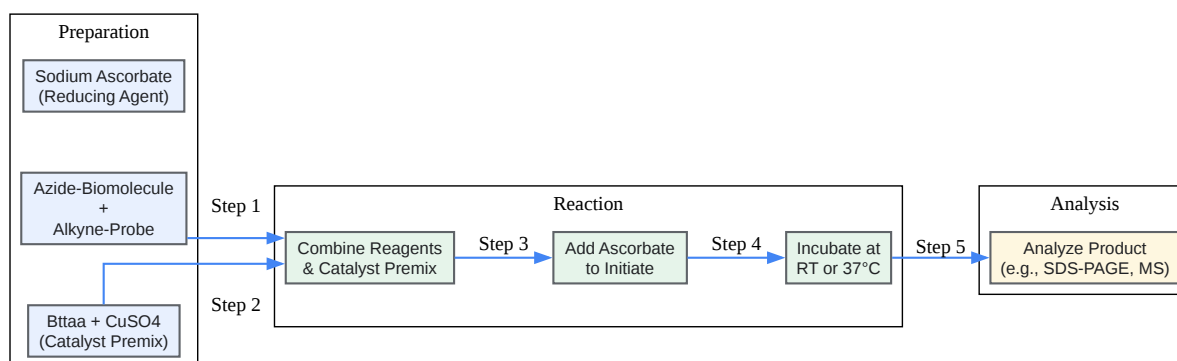 Preparation
Sodium Ascorbate
(Reducing Agent)
Azide-Biomolecule
+
Alkyne-Probe
Bttaa + CuSO4
(Catalyst Premix)
Step 1
Step 2
Reaction
Combine Reagents
& Catalyst Premix
Step 3
Add Ascorbate
to Initiate
Step 4
Incubate at
RT or 37°C
Step 5
Analysis
Analyze Product
(e.g., SDS-PAGE, MS)